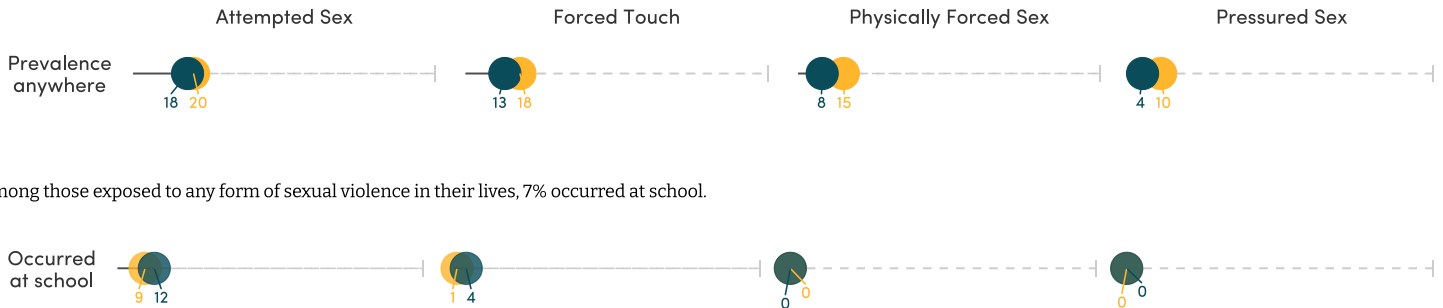 Attempted Sex
Forced Touch
Physically Forced Sex
Pressured Sex
Prevalence
anywhere
18 20
13 18
8 15
4 10
mong those exposed to any form of sexual violence in their lives, 7% occurred at school.
Occurred
at school
9 12
1 4
0 0
0 0